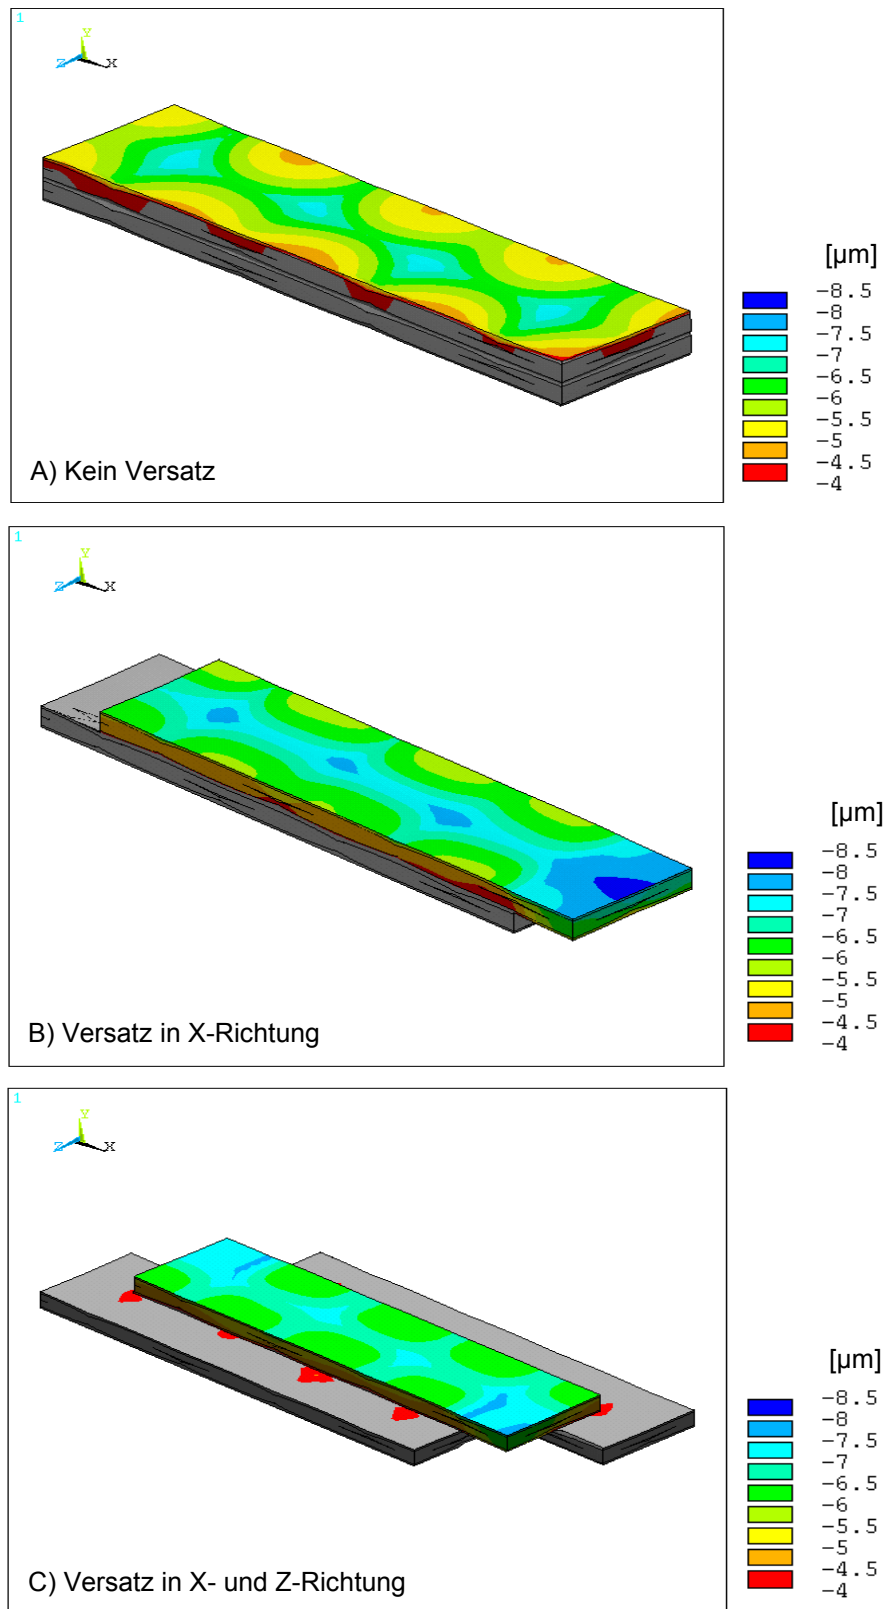 1
Y
Z X
[µm]
−8.5
−8
−7.5
−7
−6.5
−6
−5.5
−5
−4.5
−4
A) Kein Versatz
1
Y
Z X
[µm]
−8.5
−8
−7.5
−7
−6.5
−6
−5.5
−5
−4.5
−4
B) Versatz in X-Richtung
1
Y
Z X
[µm]
−8.5
−8
−7.5
−7
−6.5
−6
−5.5
−5
−4.5
−4
C) Versatz in X- und Z-Richtung